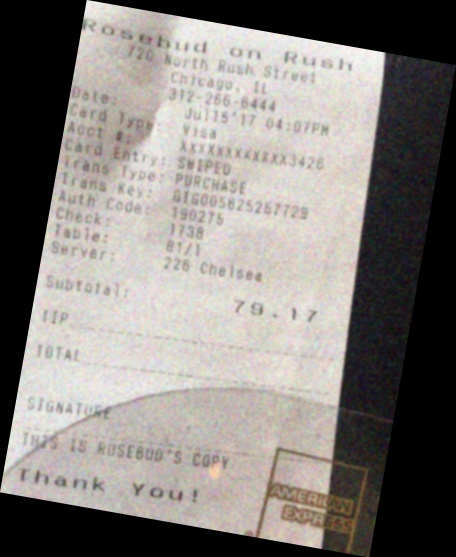 Rosebud on Rush
720 North Rush Street
Chicago, IL
312-266-6444
Date: Jul15'17 04:07PM
Card Type: Visa
Acct #: XXXXXXXXXXXX3426
Card Entry: SWIPED
Trans Type: PURCHASE
Trans Key:
Auth Code: 190275
Check: 1738
Table: 81/1
Server: 226 Chelsea
Subtotal: 79.17
TIP
TOTAL
SIGNATURE
THIS IS ROSEBUD'S COPY
Thank You!
AMERICAN
EXPRESS